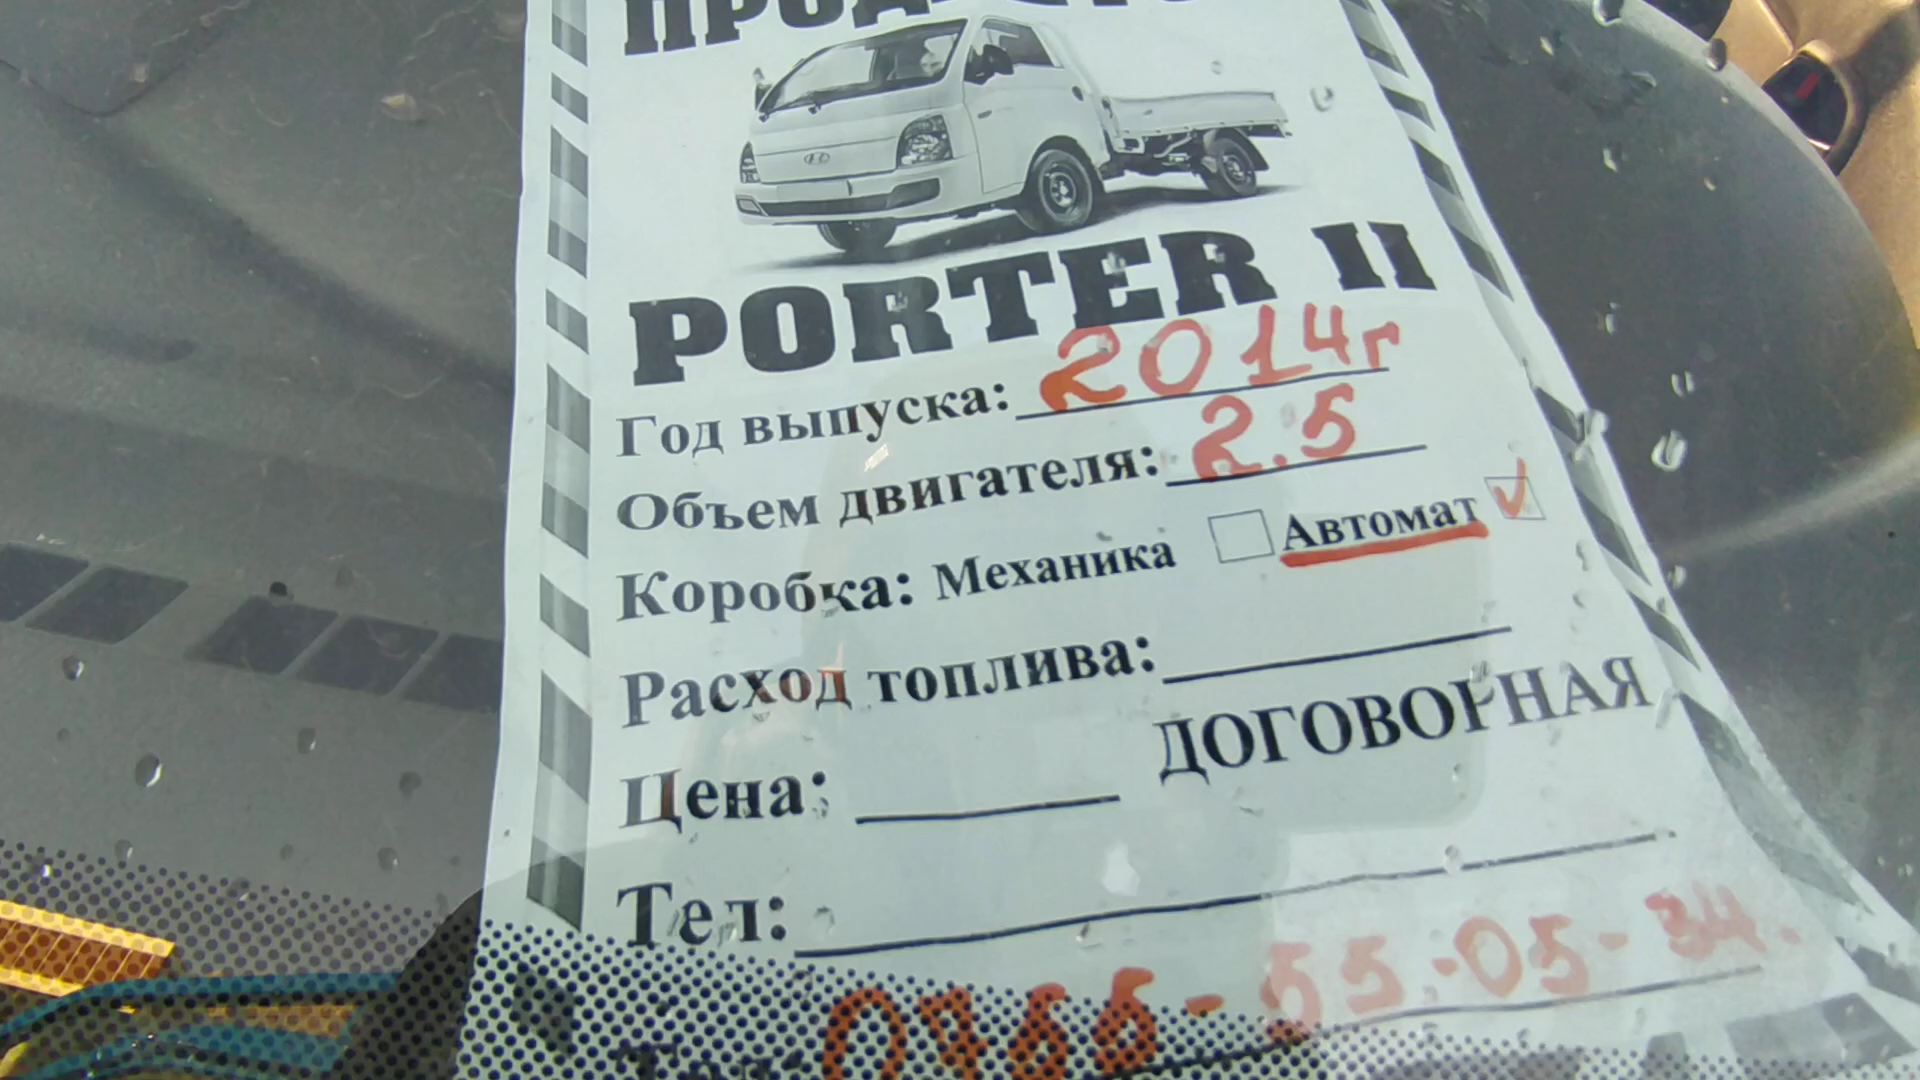 PORTER II
Год выпуска: 2014г
Объем двигателя: 2.5
Коробка: Механика Автомат ✓
Расход топлива:
Цена: ДОГОВОРНАЯ
Тел:
55-05-34.